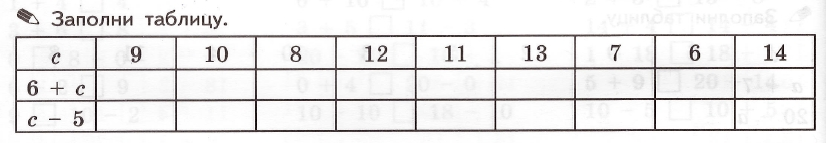 Заполни таблицу.
c 9 10 8 12 11 13 7 6 14
6 + c
c − 5